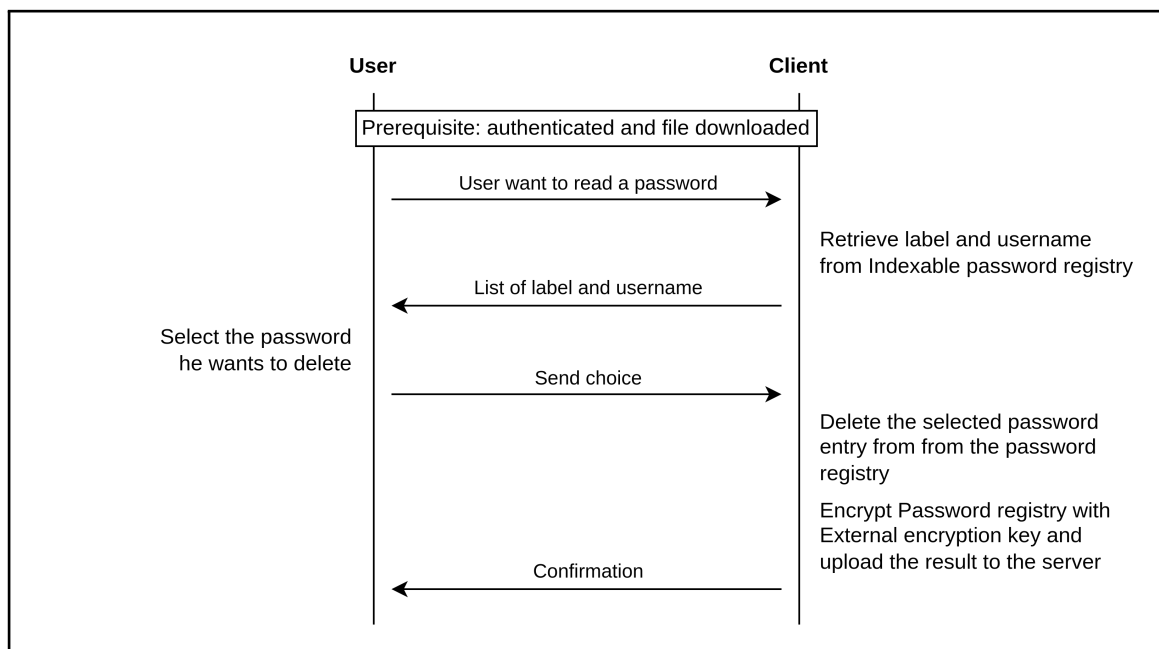 User
Client
Prerequisite: authenticated and file downloaded
User want to read a password
Retrieve label and username
from Indexable password registry
List of label and username
Select the password
he wants to delete
Send choice
Delete the selected password
entry from from the password
registry
Encrypt Password registry with
External encryption key and
upload the result to the server
Confirmation